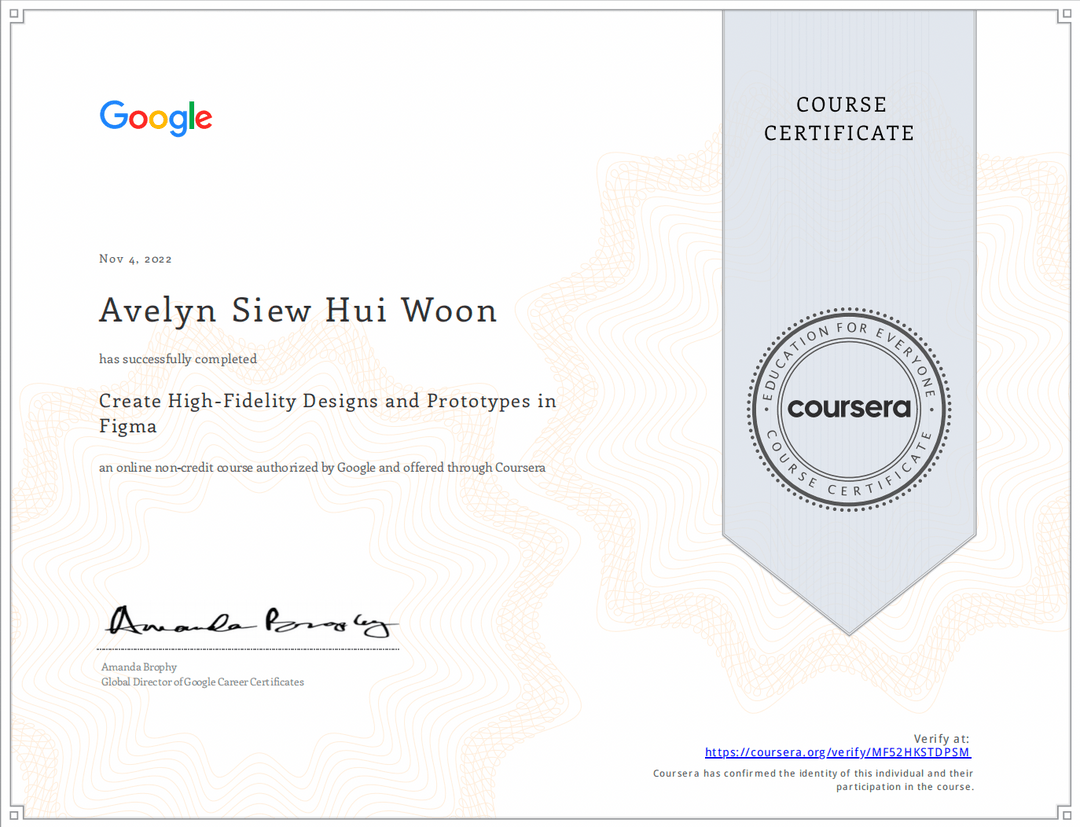 Google
COURSE
CERTIFICATE
Nov 4, 2022
Avelyn Siew Hui Woon
has successfully completed
Create High-Fidelity Designs and Prototypes in
Figma
an online non-credit course authorized by Google and offered through Coursera
EDUCATION FOR EVERYONE
coursera
COURSE CERTIFICATE
Amanda Brophy
Amanda Brophy
Global Director of Google Career Certificates
Verify at:
https://coursera.org/verify/MF52HKSTDPSM
Coursera has confirmed the identity of this individual and their
participation in the course.